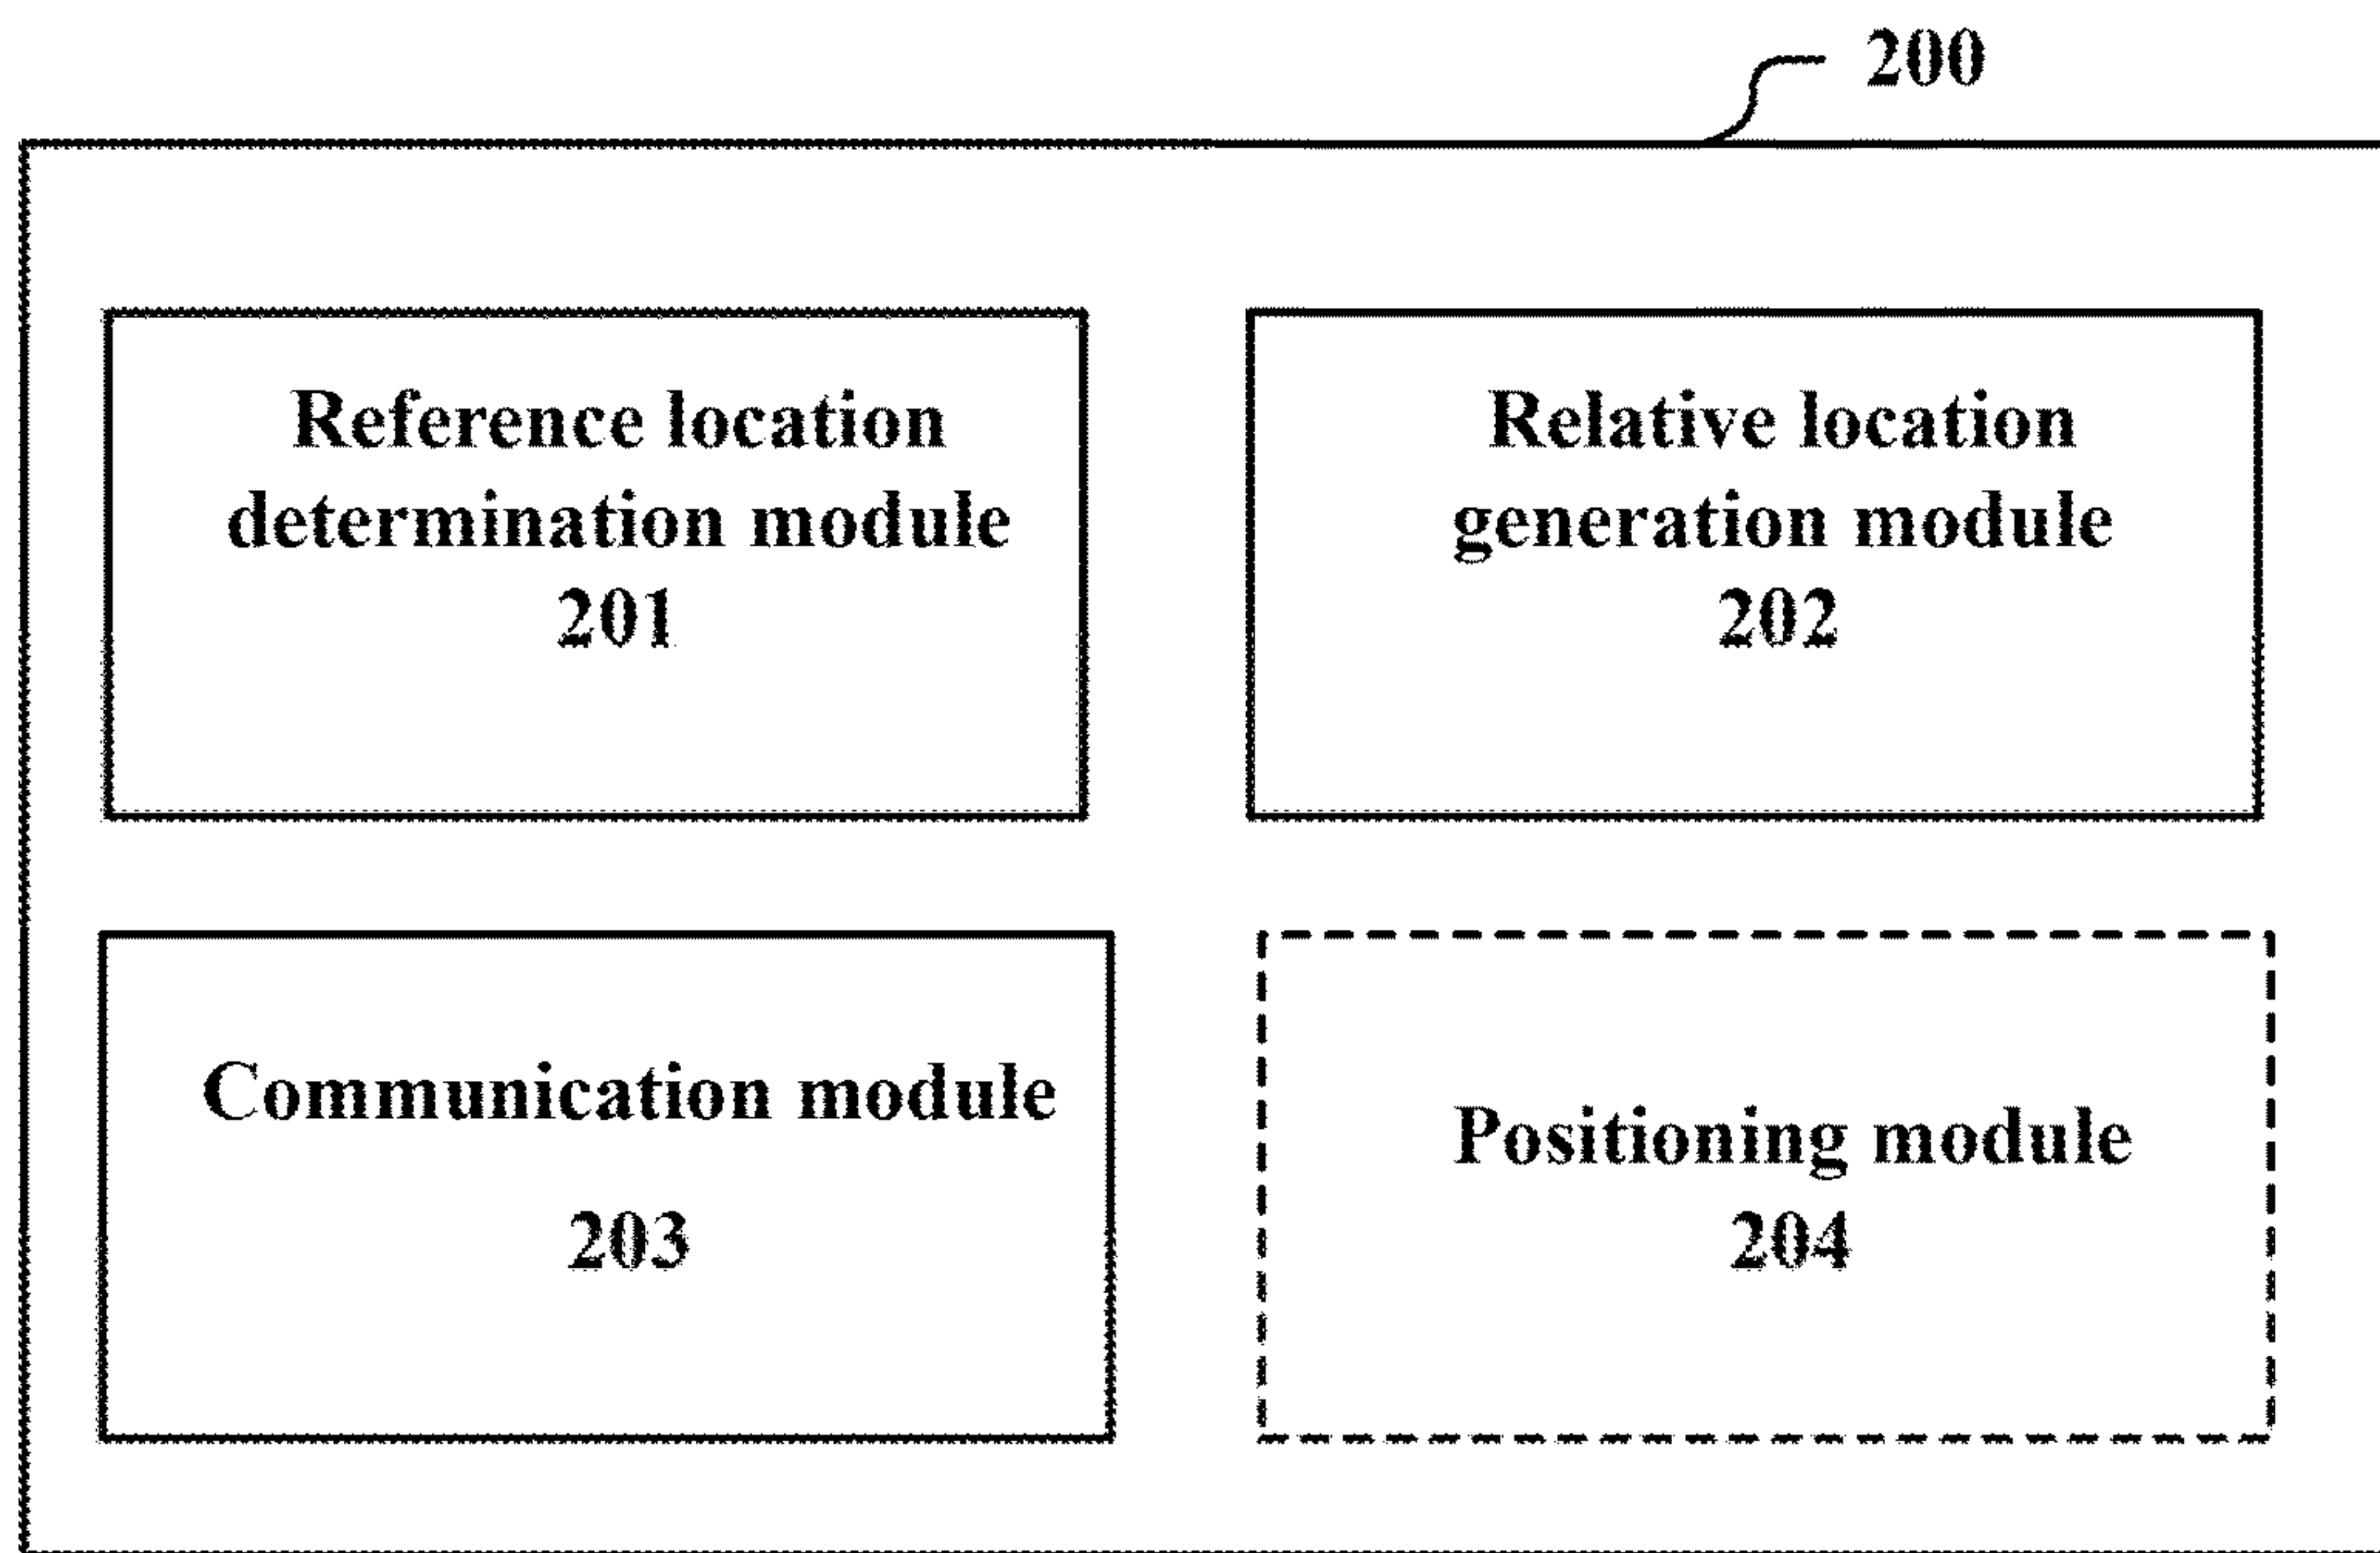 200
Reference location
determination module
201
Relative location
generation module
202
Communication module
203
Positioning module
204